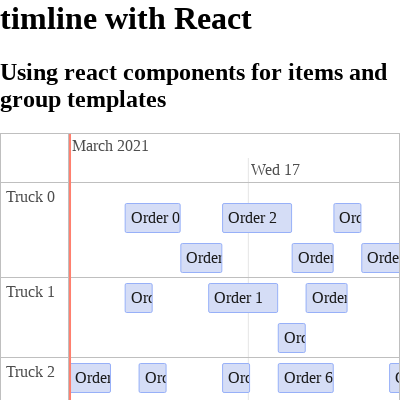 timline with React
Using react components for items and
group templates
March 2021
Wed 17
Truck 0
Order 0
Order 2
Orc
Order
Order
Orde
Truck 1
Orc
Order 1
Order
Orc
Truck 2
Order
Orc
Orc
Order 6